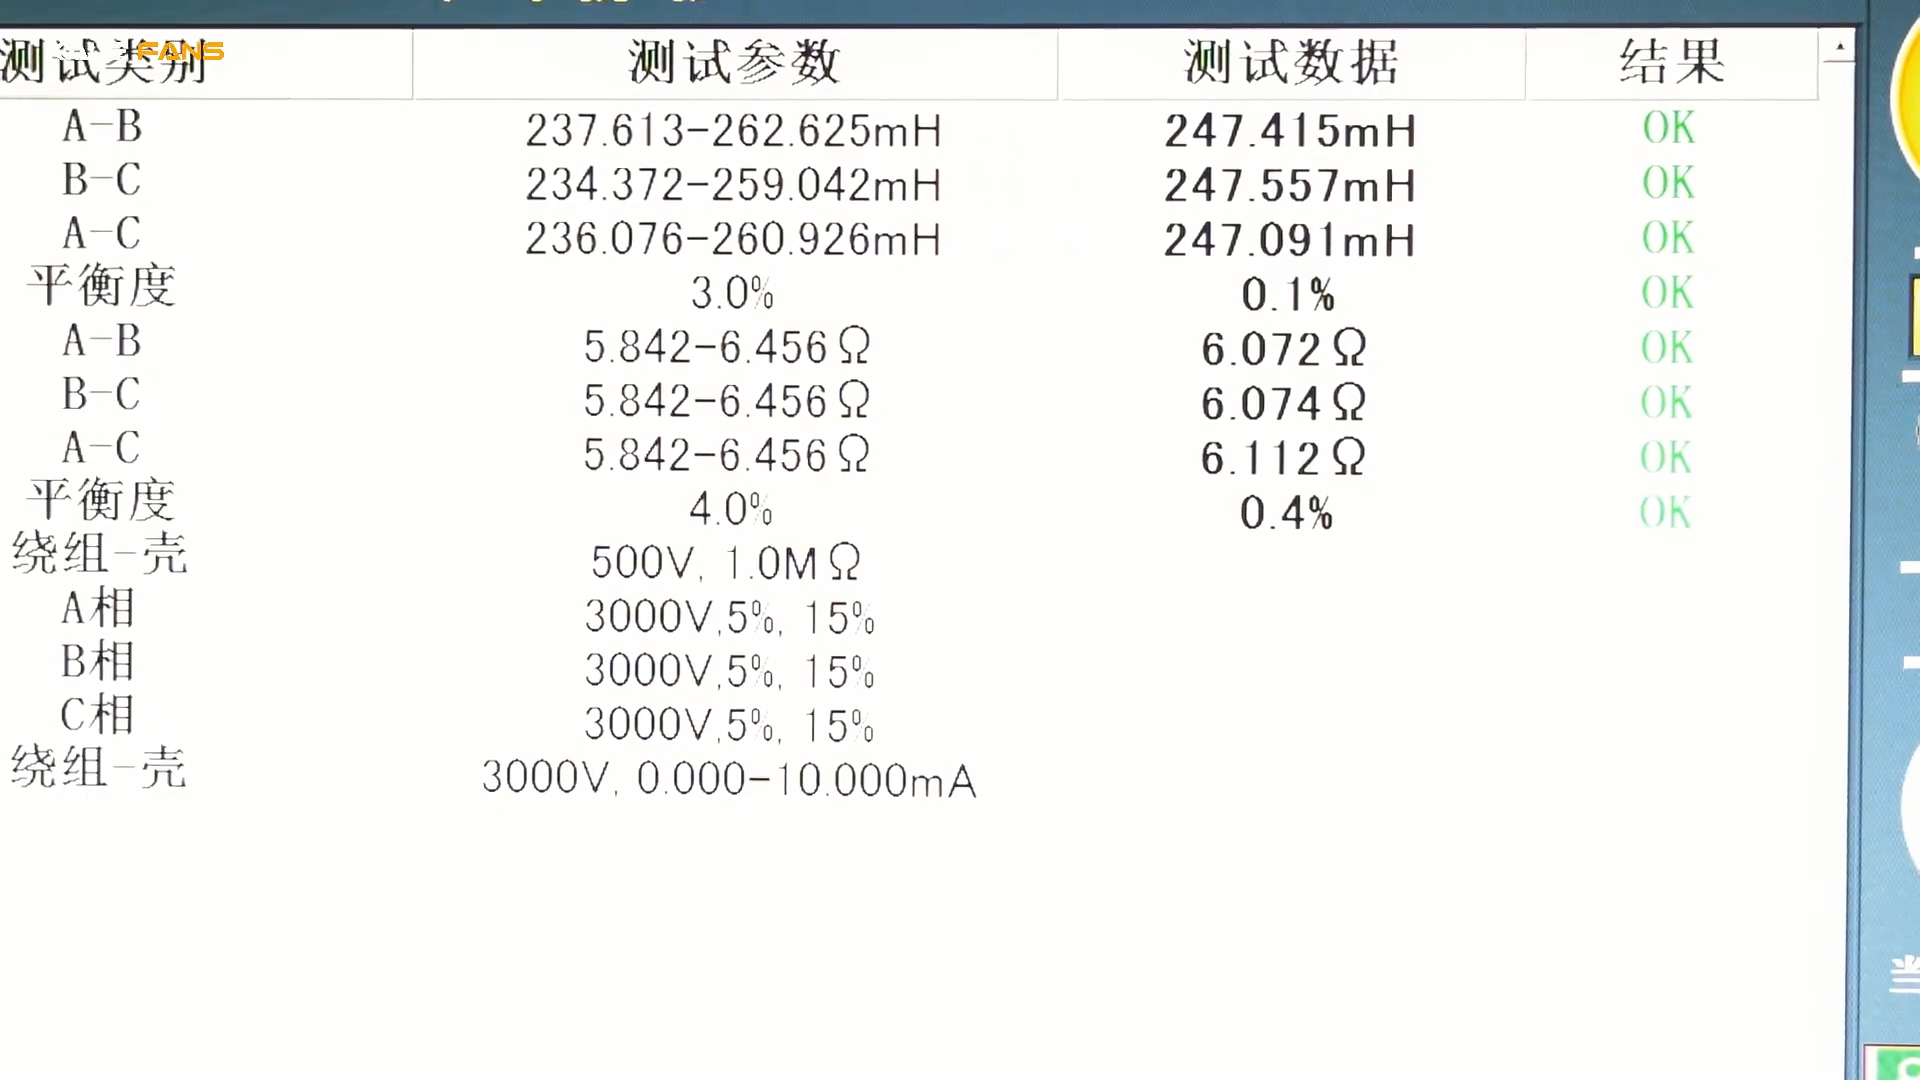 FANS
测试类别 测试参数 测试数据 结果
A-B 237.613-262.625mH 247.415mH OK
B-C 234.372-259.042mH 247.557mH OK
A-C 236.076-260.926mH 247.091mH OK
平衡度 3.0% 0.1% OK
A-B 5.842-6.456Ω 6.072Ω OK
B-C 5.842-6.456Ω 6.074Ω OK
A-C 5.842-6.456Ω 6.112Ω OK
平衡度 4.0% 0.4% OK
绕组-壳 500V, 1.0MΩ
A相 3000V,5%, 15%
B相 3000V,5%, 15%
C相 3000V,5%, 15%
绕组-壳 3000V, 0.000-10.000mA